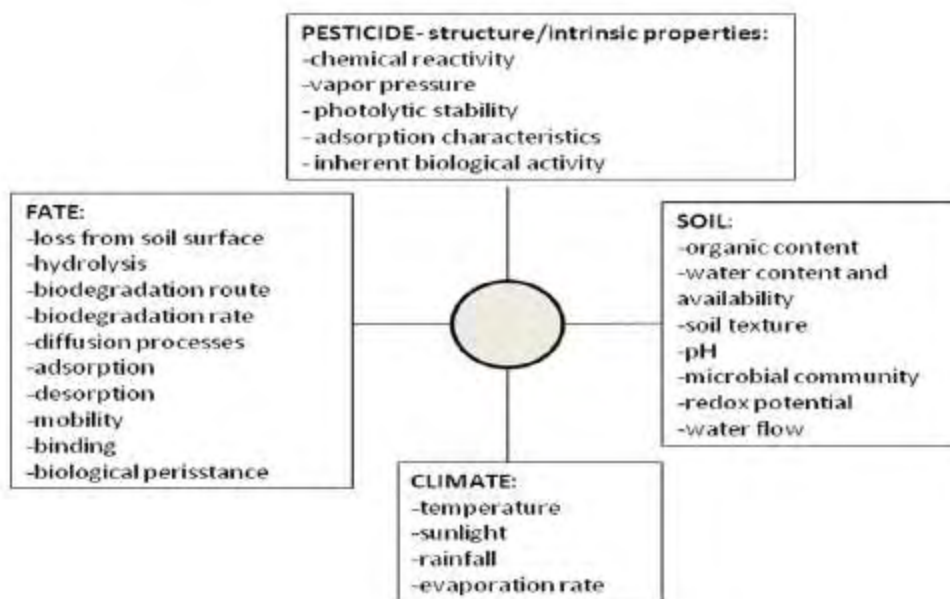 PESTICIDE- structure/intrinsic properties:
-chemical reactivity
-vapor pressure
-photolytic stability
-adsorption characteristics
-inherent biological activity
FATE:
-loss from soil surface
-hydrolysis
-biodegradation route
-biodegradation rate
-diffusion processes
-adsorption
-desorption
-mobility
-binding
-biological perisstance
SOIL:
-organic content
-water content and
availability
-soil texture
-pH
-microbial community
-redox potential
-water flow
CLIMATE:
-temperature
-sunlight
-rainfall
-evaporation rate